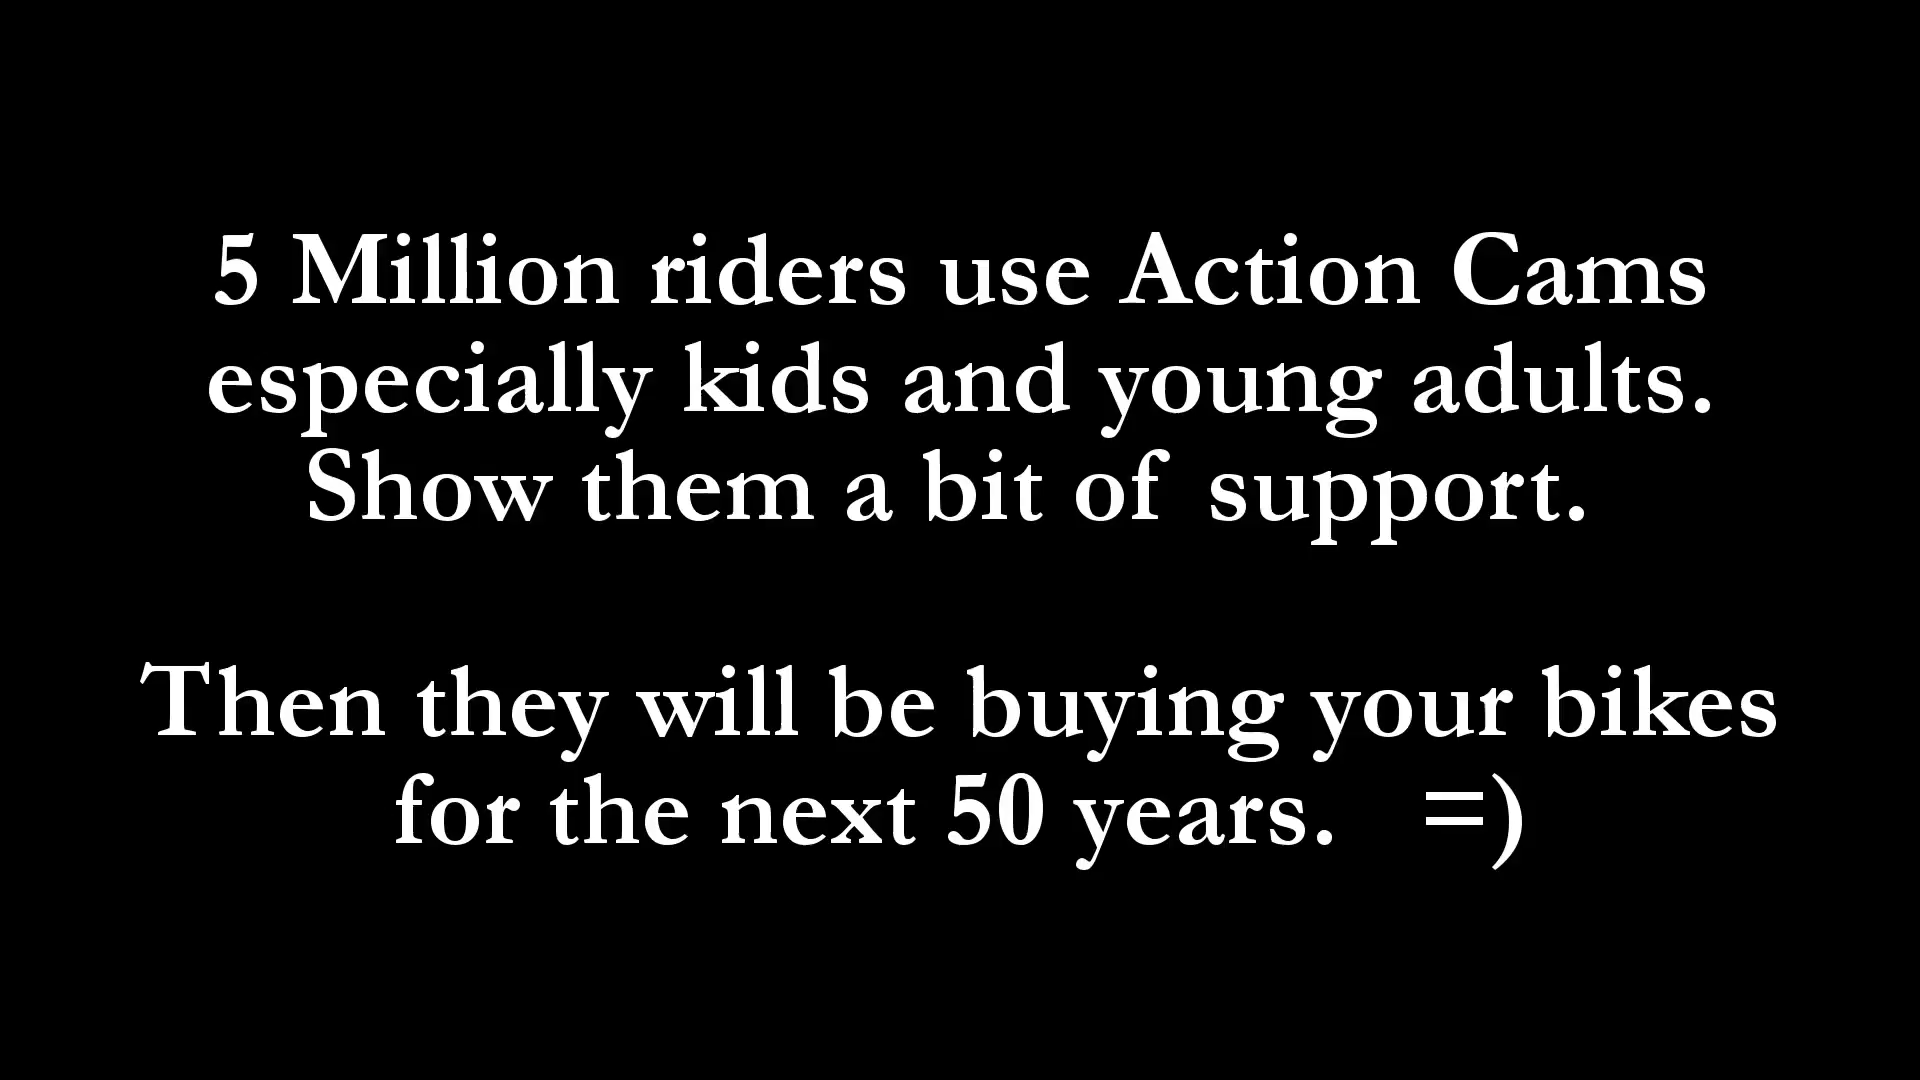 5 Million riders use Action Cams
especially kids and young adults.
Show them a bit of support.
Then they will be buying your bikes
for the next 50 years. =)